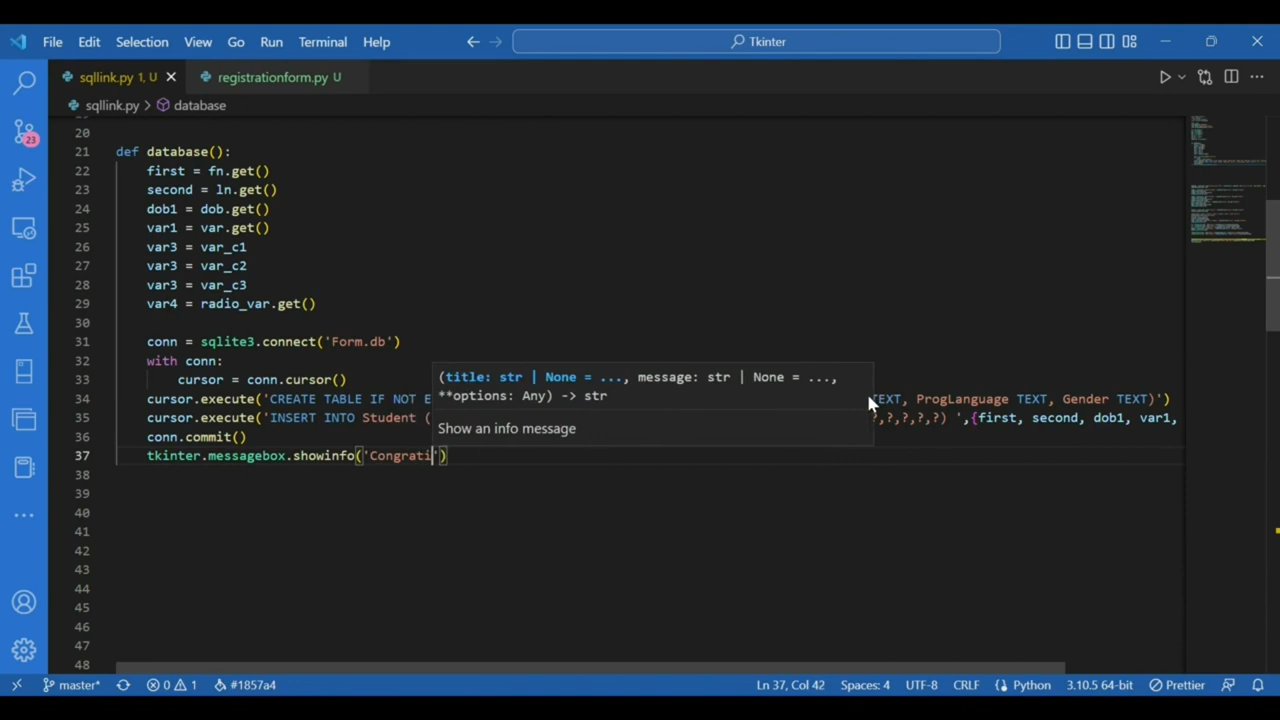 File Edit Selection View Go Run Terminal Help Tkinter
sqllink.py 1, U registrationform.py U
sqllink.py > database
20
21 def database():
22 first = fn.get()
23 second = ln.get()
24 dob1 = dob.get()
25 var1 = var.get()
26 var3 = var_c1
27 var3 = var_c2
28 var3 = var_c3
29 var4 = radio_var.get()
30
31 conn = sqlite3.connect('Form.db')
32 with conn:
33 cursor = conn.cursor()
(title: str | None = ..., message: str | None = ...,
**options: Any) -> str
Show an info message
34 cursor.execute('CREATE TABLE IF NOT E TEXT, ProgLanguage TEXT, Gender TEXT)')
35 cursor.execute('INSERT INTO Student ( ?,?,?,?,?) ',{first, second, dob1, var1,
36 conn.commit()
37 tkinter.messagebox.showinfo('Congrati')
38
39
40
41
42
43
44
45
46
47
48
23
master* 0 1 #1857a4 Ln 37, Col 42 Spaces: 4 UTF-8 CRLF Python 3.10.5 64-bit Prettier